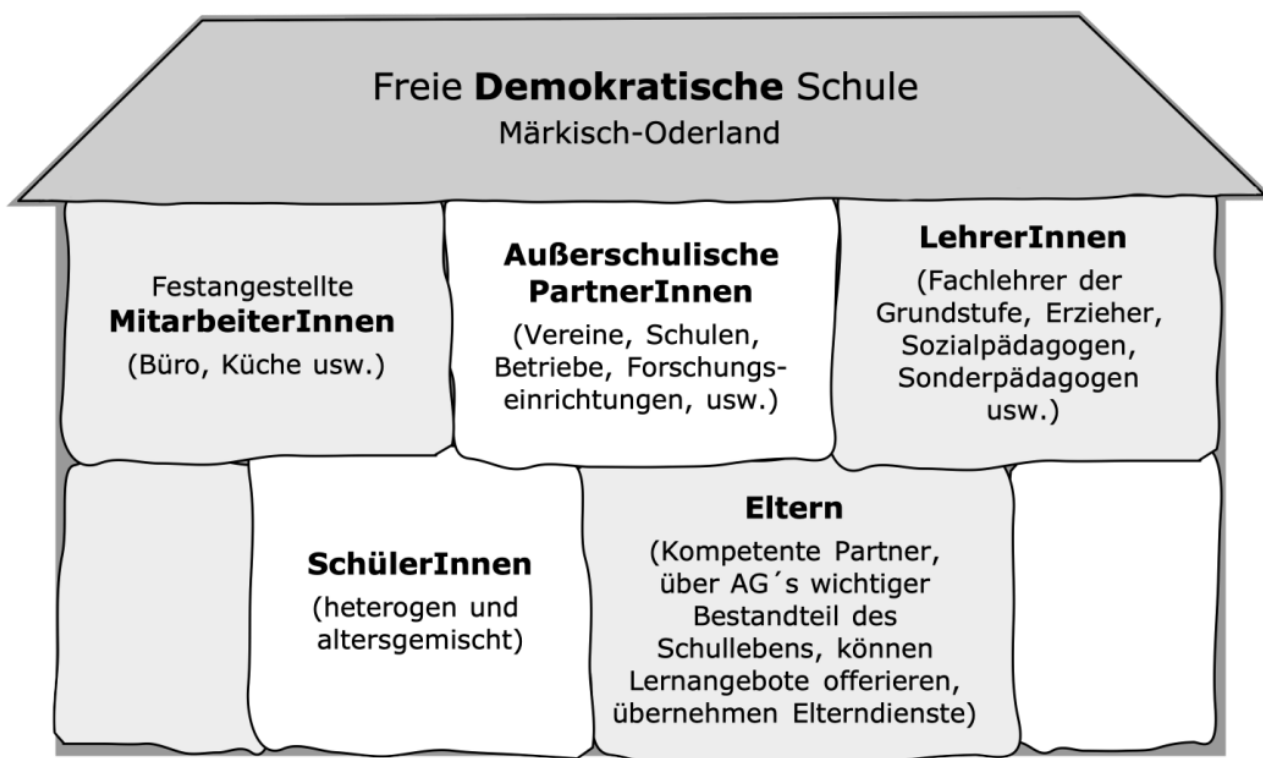 Freie Demokratische Schule
Märkisch-Oderland
Festangestellte
MitarbeiterInnen
(Büro, Küche usw.)
Außerschulische
PartnerInnen
(Vereine, Schulen,
Betriebe, Forschungs-
einrichtungen, usw.)
LehrerInnen
(Fachlehrer der
Grundstufe, Erzieher,
Sozialpädagogen,
Sonderpädagogen
usw.)
SchülerInnen
(heterogen und
altersgemischt)
Eltern
(Kompetente Partner,
über AG´s wichtiger
Bestandteil des
Schullebens, können
Lernangebote offerieren,
übernehmen Elterndienste)